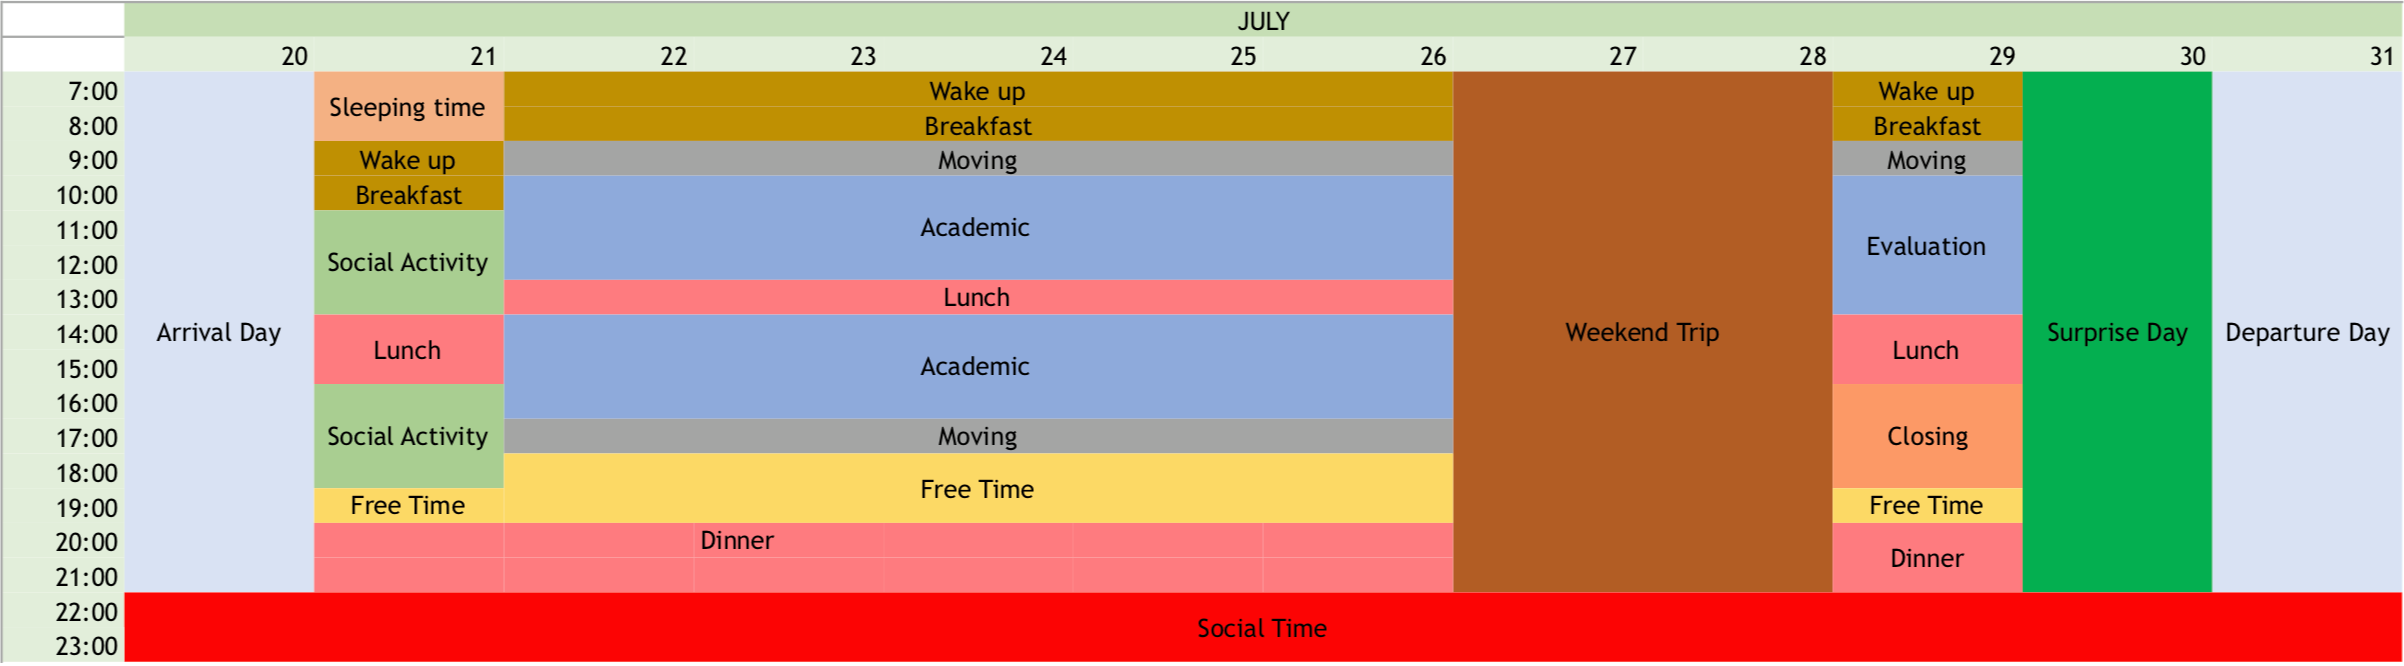 JULY
20 21 22 23 24 25 26 27 28 29 30 31
7:00 Wake up Wake up
Sleeping time
8:00 Breakfast Breakfast
9:00 Wake up Moving Moving
10:00 Breakfast
11:00 Academic
Evaluation
12:00 Social Activity
13:00 Lunch
14:00 Arrival Day Weekend Trip Surprise Day Departure Day
Lunch Lunch
15:00 Academic
16:00
17:00 Social Activity Moving Closing
18:00
Free Time
19:00 Free Time Free Time
20:00 Dinner
Dinner
21:00
22:00
Social Time
23:00